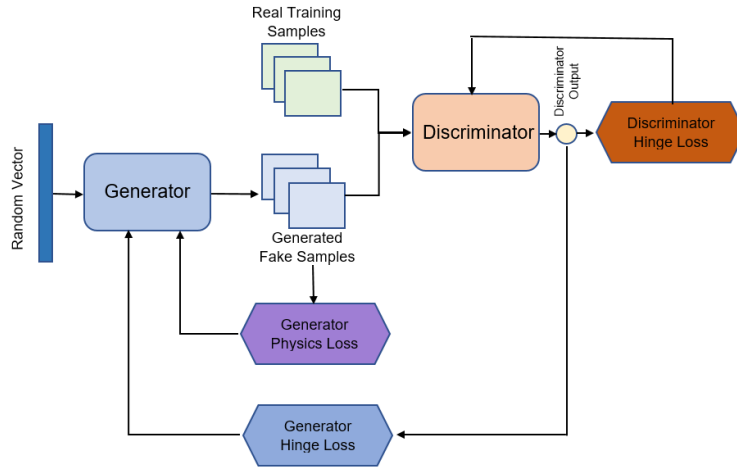 Real Training
Samples
Discriminator
Output
Discriminator
Discriminator
Hinge Loss
Random Vector
Generator
Generated
Fake Samples
Generator
Physics Loss
Generator
Hinge Loss